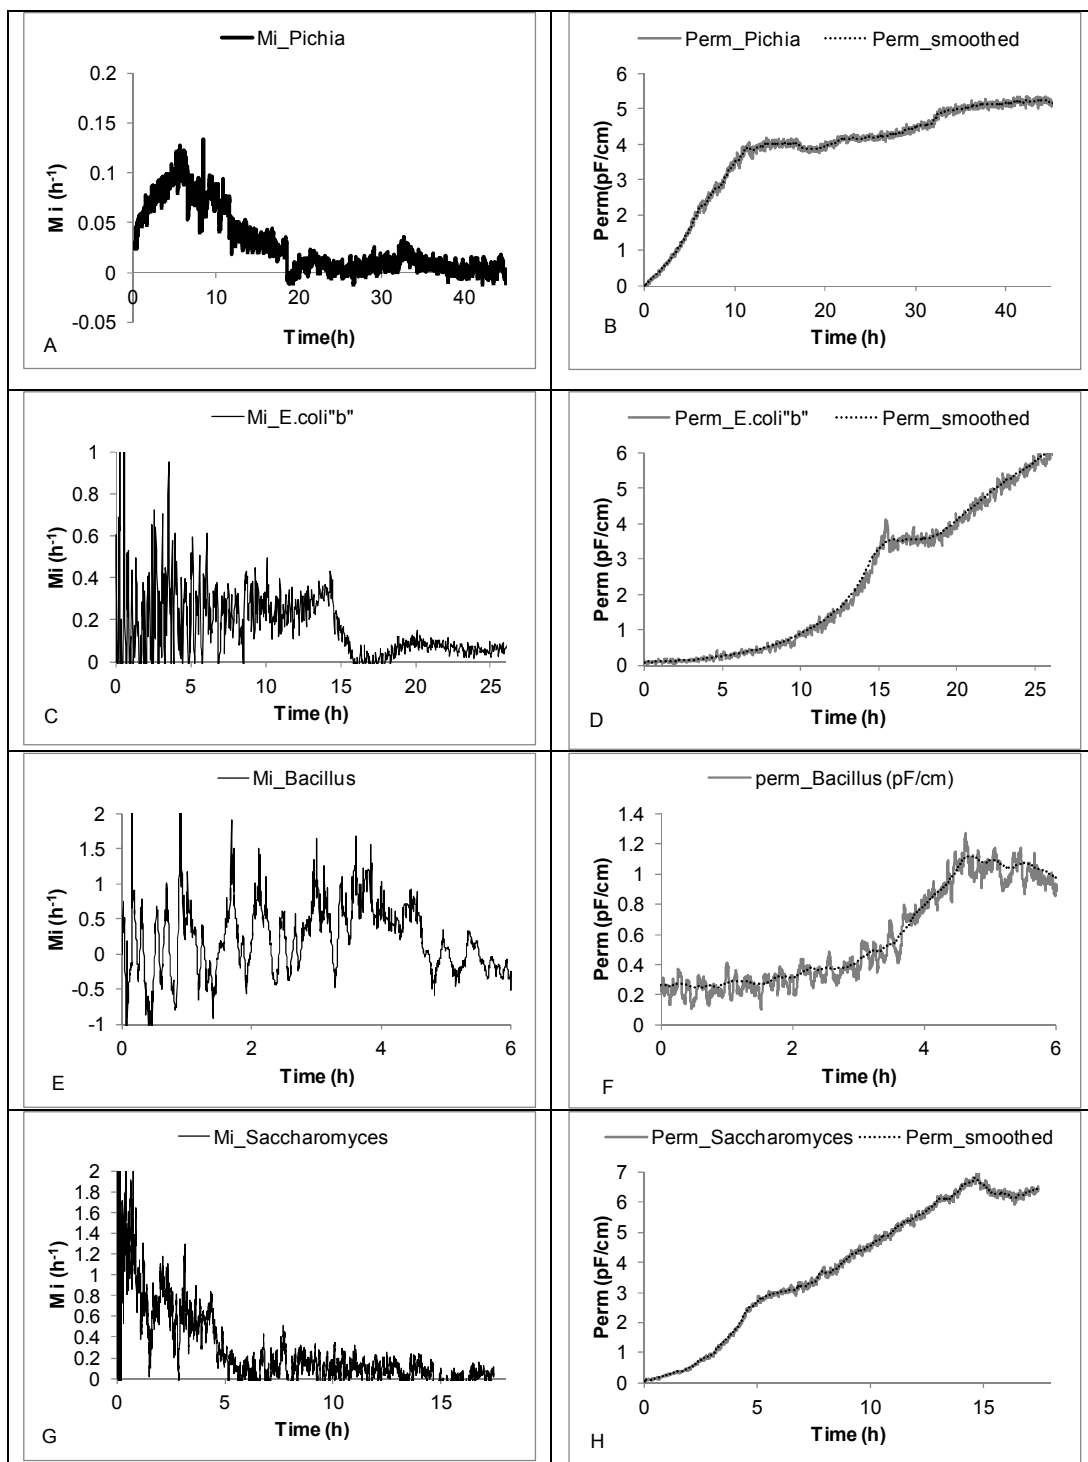 Mi_Pichia
0.2
0.15
0.1
0.05
0
-0.05
Mi (h-1)
0 10 20 30 40
Time(h)
A
Perm_Pichia Perm_smoothed
6
5
4
3
2
1
0
Perm(pF/cm)
0 10 20 30 40
Time (h)
B
Mi_E.coli"b"
1
0.8
0.6
0.4
0.2
0
Mi (h-1)
0 5 10 15 20 25
Time (h)
C
Perm_E.coli"b" Perm_smoothed
6
5
4
3
2
1
0
Perm (pF/cm)
0 5 10 15 20 25
Time (h)
D
Mi_Bacillus
2
1.5
1
0.5
0
-0.5
-1
Mi (h-1)
0 2 4 6
Time (h)
E
perm_Bacillus (pF/cm)
1.4
1.2
1
0.8
0.6
0.4
0.2
0
Perm (pF/cm)
0 2 4 6
Time (h)
F
Mi_Saccharomyces
2
1.8
1.6
1.4
1.2
1
0.8
0.6
0.4
0.2
0
Mi (h-1)
0 5 10 15
Time (h)
G
Perm_Saccharomyces Perm_smoothed
7
6
5
4
3
2
1
0
Perm (pF/cm)
0 5 10 15
Time (h)
H